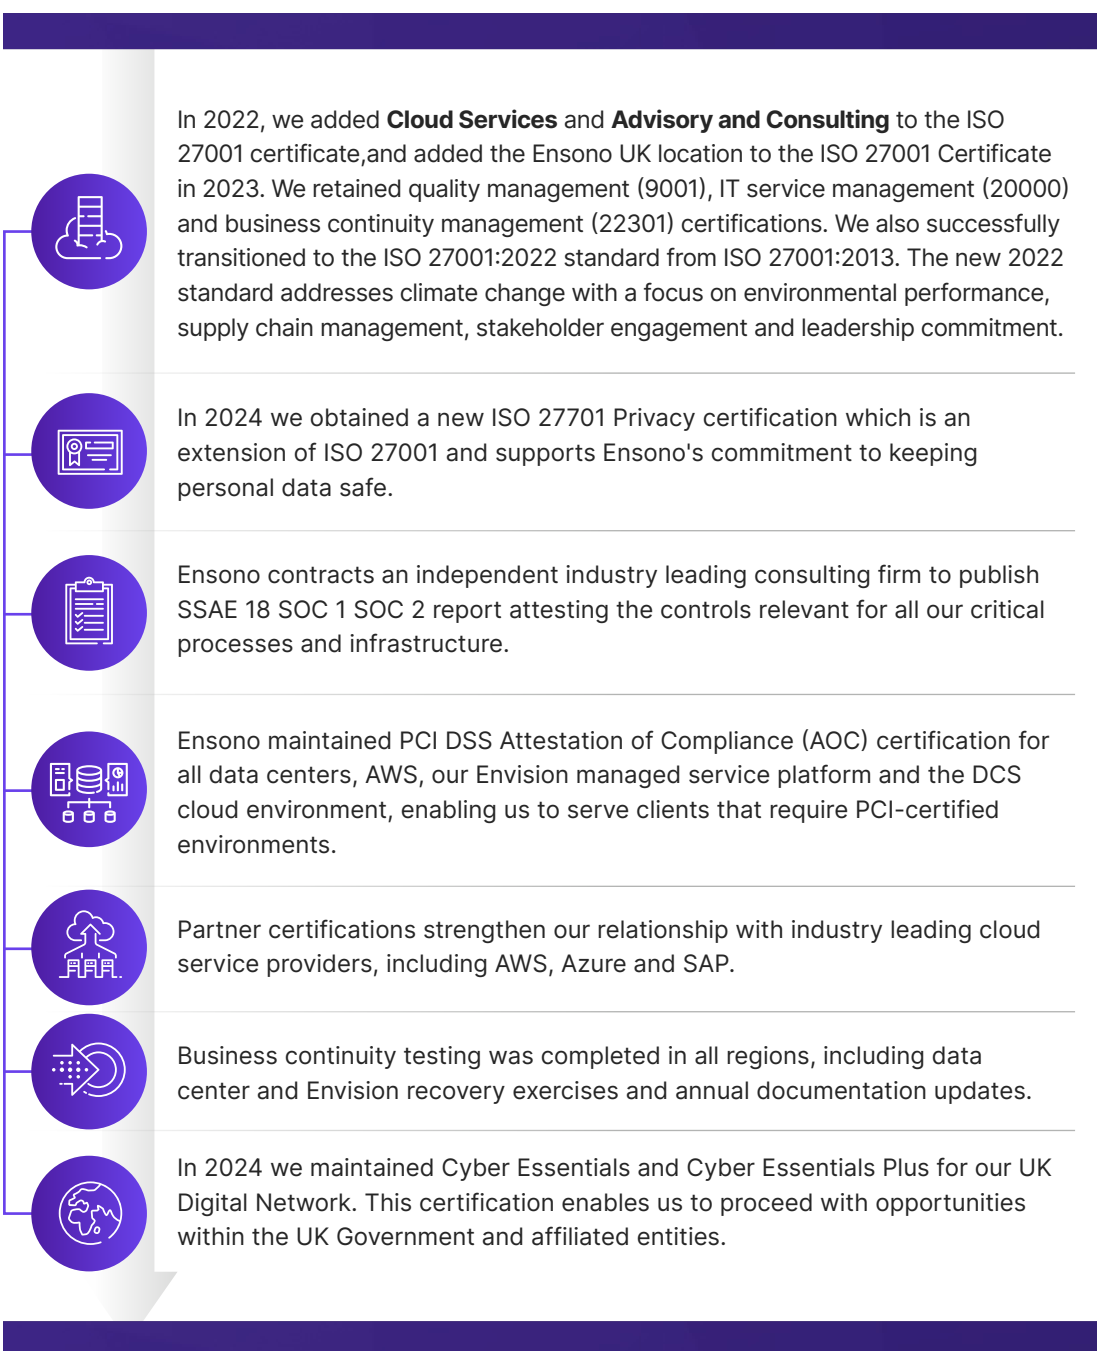 In 2022, we added Cloud Services and Advisory and Consulting to the ISO
27001 certificate,and added the Ensono UK location to the ISO 27001 Certificate
in 2023. We retained quality management (9001), IT service management (20000)
and business continuity management (22301) certifications. We also successfully
transitioned to the ISO 27001:2022 standard from ISO 27001:2013. The new 2022
standard addresses climate change with a focus on environmental performance,
supply chain management, stakeholder engagement and leadership commitment.
In 2024 we obtained a new ISO 27701 Privacy certification which is an
extension of ISO 27001 and supports Ensono's commitment to keeping
personal data safe.
Ensono contracts an independent industry leading consulting firm to publish
SSAE 18 SOC 1 SOC 2 report attesting the controls relevant for all our critical
processes and infrastructure.
Ensono maintained PCI DSS Attestation of Compliance (AOC) certification for
all data centers, AWS, our Envision managed service platform and the DCS
cloud environment, enabling us to serve clients that require PCI-certified
environments.
Partner certifications strengthen our relationship with industry leading cloud
service providers, including AWS, Azure and SAP.
Business continuity testing was completed in all regions, including data
center and Envision recovery exercises and annual documentation updates.
In 2024 we maintained Cyber Essentials and Cyber Essentials Plus for our UK
Digital Network. This certification enables us to proceed with opportunities
within the UK Government and affiliated entities.